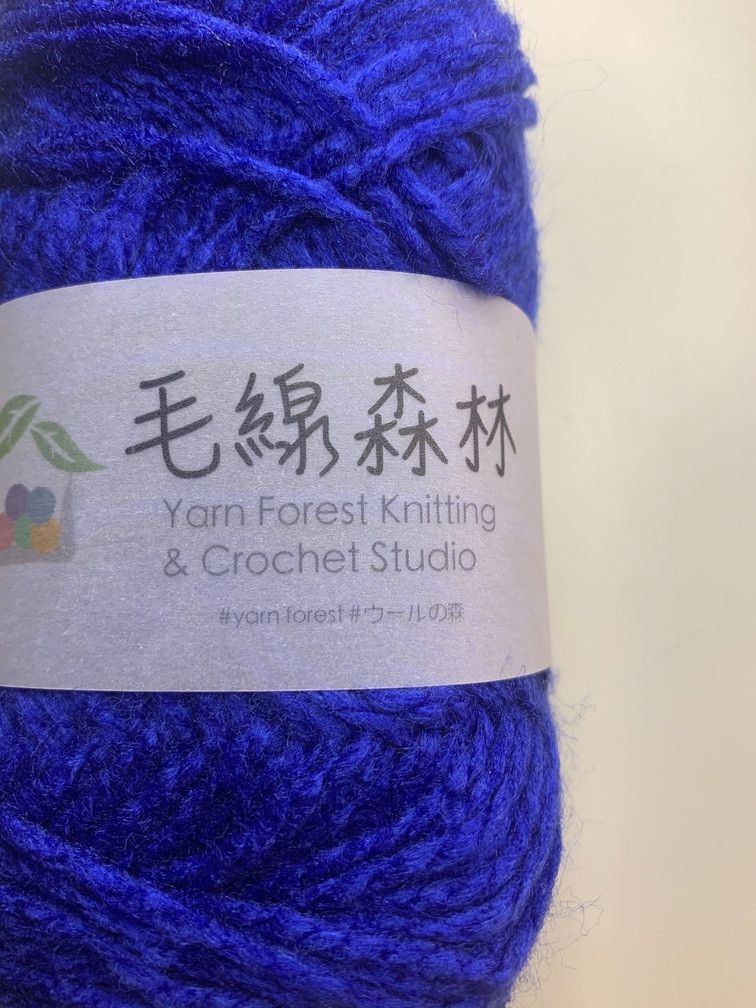 毛線森林
Yarn Forest Knitting
& Crochet Studio
#yarn forest #ウールの森